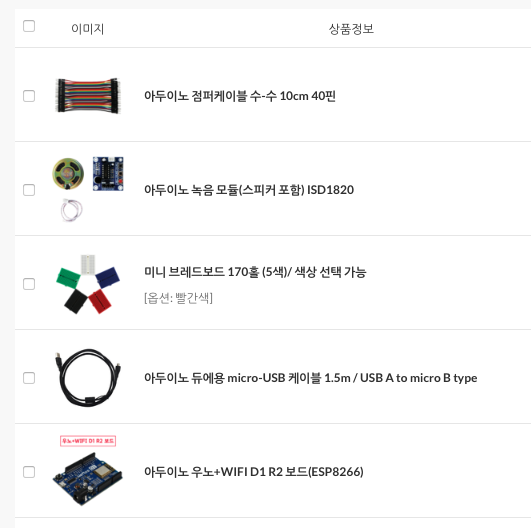 이미지 상품정보
아두이노 점퍼케이블 수-수 10cm 40핀
아두이노 녹음 모듈(스피커 포함) ISD1820
미니 브레드보드 170홀 (5색)/ 색상 선택 가능
[옵션: 빨간색]
아두이노 듀에용 micro-USB 케이블 1.5m / USB A to micro B type
우노+WIFI D1 R2 보드
아두이노 우노+WIFI D1 R2 보드(ESP8266)